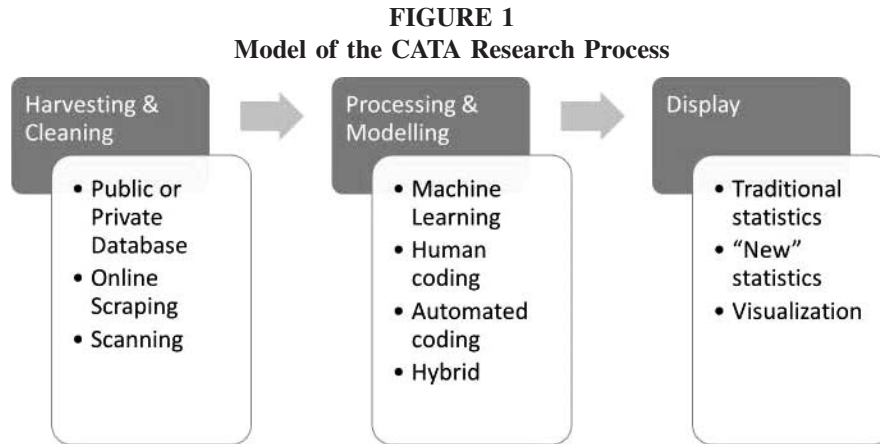 FIGURE 1
Model of the CATA Research Process
Harvesting &
Cleaning
• Public or
Private
Database
• Online
Scraping
• Scanning
Processing &
Modelling
• Machine
Learning
• Human
coding
• Automated
coding
• Hybrid
Display
• Traditional
statistics
• “New”
statistics
• Visualization